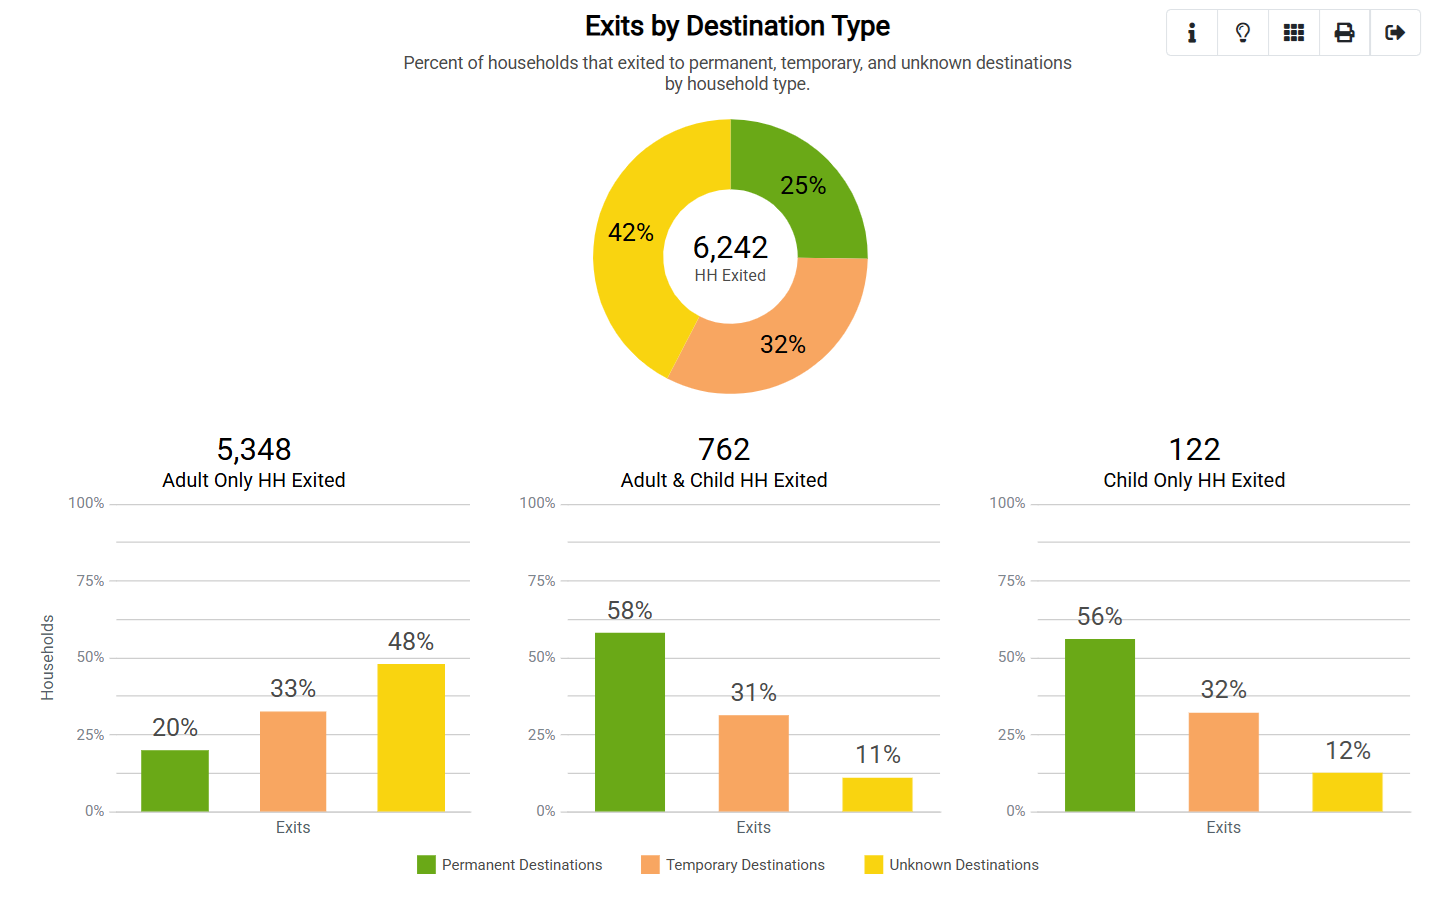 Exits by Destination Type
Percent of households that exited to permanent, temporary, and unknown destinations
by household type.
25%
42%
6,242
HH Exited
32%
5,348
Adult Only HH Exited
762
Adult & Child HH Exited
122
Child Only HH Exited
Households
100%
75%
50%
25%
0%
20%
33%
48%
Exits
100%
75%
50%
25%
0%
58%
31%
11%
Exits
100%
75%
50%
25%
0%
56%
32%
12%
Exits
Permanent Destinations
Temporary Destinations
Unknown Destinations